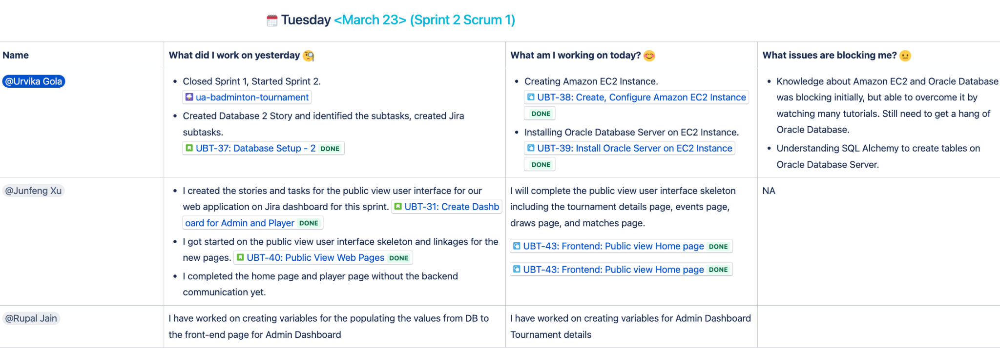 Tuesday <March 23> (Sprint 2 Scrum 1)
Name
What did I work on yesterday
What am I working on today?
What issues are blocking me?
@Urvika Gola
Closed Sprint 1, Started Sprint 2.
ua-badminton-tournament
Created Database 2 Story and identified the subtasks, created Jira
subtasks.
UBT-37: Database Setup - 2 DONE
Creating Amazon EC2 Instance.
UBT-38: Create, Configure Amazon EC2 Instance
DONE
Installing Oracle Database Server on EC2 Instance.
UBT-39: Install Oracle Server on EC2 Instance
DONE
Knowledge about Amazon EC2 and Oracle Database
was blocking initially, but able to overcome it by
watching many tutorials. Still need to get a hang of
Oracle Database.
Understanding SQL Alchemy to create tables on
Oracle Database Server.
@Junfeng Xu
I created the stories and tasks for the public view user interface for our
web application on Jira dashboard for this sprint. UBT-31: Create Dashb
oard for Admin and Player DONE
I got started on the public view user interface skeleton and linkages for the
new pages. UBT-40: Public View Web Pages DONE
I completed the home page and player page without the backend
communication yet.
I will complete the public view user interface skeleton
including the tournament details page, events page,
draws page, and matches page.
UBT-43: Frontend: Public view Home page DONE
UBT-43: Frontend: Public view Home page DONE
NA
@Rupal Jain
I have worked on creating variables for the populating the values from DB to
the front-end page for Admin Dashboard
I have worked on creating variables for Admin Dashboard
Tournament details